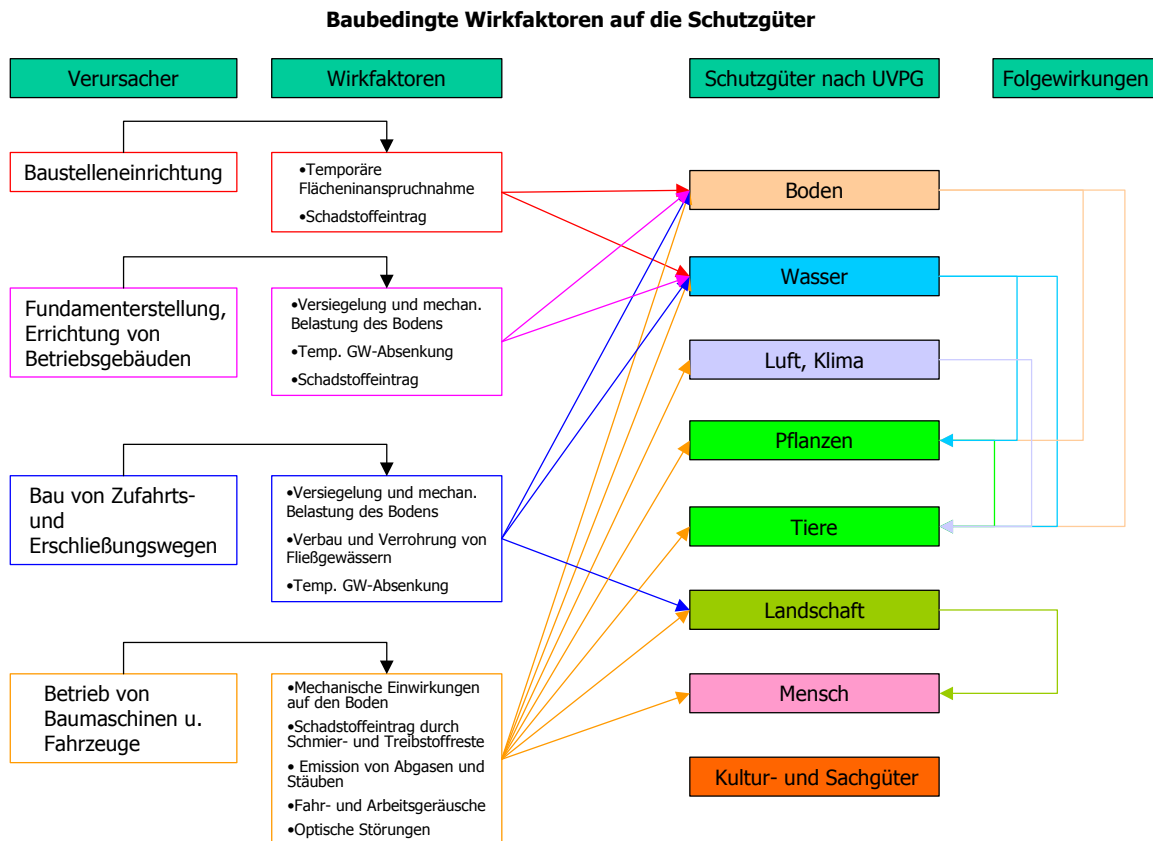 Baubedingte Wirkfaktoren auf die Schutzgüter
Verursacher
Wirkfaktoren
Schutzgüter nach UVPG
Folgewirkungen
Baustelleneinrichtung
•Temporäre
Flächeninanspruchnahme
•Schadstoffeintrag
Boden
Wasser
Fundamenterstellung,
Errichtung von
Betriebsgebäuden
•Versiegelung und mechan.
Belastung des Bodens
•Temp. GW-Absenkung
•Schadstoffeintrag
Luft, Klima
Pflanzen
Bau von Zufahrts-
und
Erschließungswegen
•Versiegelung und mechan.
Belastung des Bodens
•Verbau und Verrohrung von
Fließgewässern
•Temp. GW-Absenkung
Tiere
Landschaft
Betrieb von
Baumaschinen u.
Fahrzeuge
•Mechanische Einwirkungen
auf den Boden
•Schadstoffeintrag durch
Schmier- und Treibstoffreste
• Emission von Abgasen und
Stäuben
•Fahr- und Arbeitsgeräusche
•Optische Störungen
Mensch
Kultur- und Sachgüter